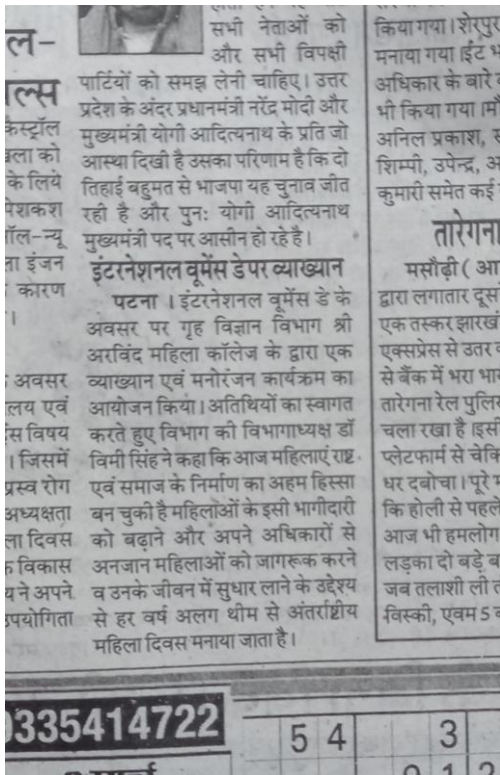 ल-
ल्स
कैस्ट्रॉल
के लिये
पेशकश
ऑल-न्यू
इंजन
कारण
अवसर
एवं
विषय
। जिसमें
प्रस्व रोग
अध्यक्षता
दिवस
विकास
ने अपने
उपयोगिता
सभी नेताओं को
और सभी विपक्षी
पार्टियों को समझ लेनी चाहिए। उत्तर
प्रदेश के अंदर प्रधानमंत्री नरेंद्र मोदी और
मुख्यमंत्री योगी आदित्यनाथ के प्रति जो
आस्था दिखी है उसका परिणाम है कि दो
तिहाई बहुमत से भाजपा यह चुनाव जीत
रही है और पुनः योगी आदित्यनाथ
मुख्यमंत्री पद पर आसीन हो रहे है।
इंटरनेशनल वूमेंस डे पर व्याख्यान
पटना । इंटरनेशनल वूमेंस डे के
अवसर पर गृह विज्ञान विभाग श्री
अरविंद महिला कॉलेज के द्वारा एक
व्याख्यान एवं मनोरंजन कार्यक्रम का
आयोजन किया। अतिथियों का स्वागत
करते हुए विभाग की विभागाध्यक्ष डॉ
विमी सिंह ने कहा कि आज महिलाएं राष्ट्र
एवं समाज के निर्माण का अहम हिस्सा
बन चुकी है महिलाओं के इसी भागीदारी
को बढ़ाने और अपने अधिकारों से
अनजान महिलाओं को जागरूक करने
व उनके जीवन में सुधार लाने के उद्देश्य
से हर वर्ष अलग थीम से अंतर्राष्ट्रीय
महिला दिवस मनाया जाता है।
किया गया। शेरपुर
मनाया गया। ईंट
अधिकार के बारे
भी किया गया।
अनिल प्रकाश,
शिम्पी, उपेन्द्र,
कुमारी समेत कई
तारेगना
मसौढ़ी ( आ
द्वारा लगातार दूस
एक तस्कर झारखं
एक्सप्रेस से उतर
से बैंक में भरा भा
तारेगना रेल पुलि
चला रखा है। इसी
प्लेटफार्म से चेकि
धर दबोचा। पूरे
कि होली से पहल
आज भी हमलोग
लड़का दो बड़े
जब तलाशी ली
विस्की, एवम 5
0335414722
5 4 3